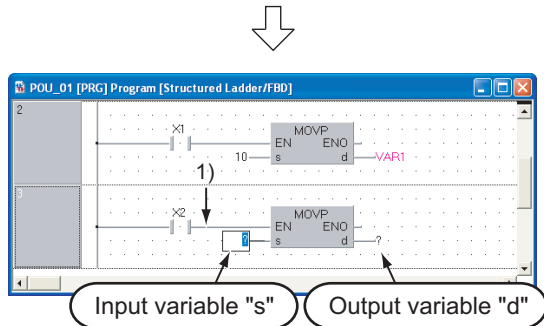 POU_01 [PRG] Program [Structured Ladder/FBD]
2
X1
MOVP
EN ENO
10 s d VAR1
1)
3
X2
MOVP
EN ENO
? s d ?
Input variable "s" Output variable "d"